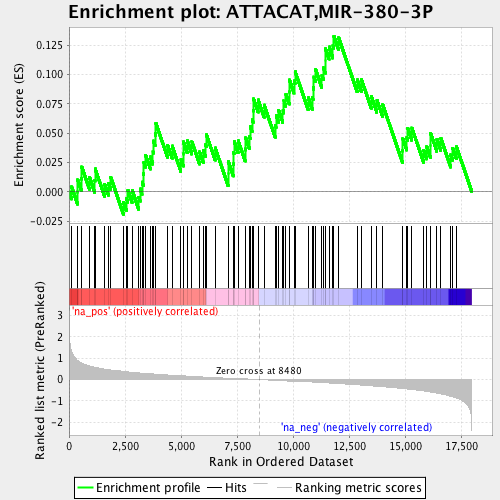 Enrichment plot: ATTACAT,MIR-380-3P
Enrichment score (ES)
0.125
0.100
0.075
0.050
0.025
0.000
-0.025
'na_pos' (positively correlated)
Ranked list metric (PreRanked)
3
2
1
0
-1
-2
Zero cross at 8480
'na_neg' (negatively correlated)
0
2,500
5,000
7,500
10,000
12,500
15,000
17,500
Rank in Ordered Dataset
Enrichment profile
Hits
Ranking metric scores